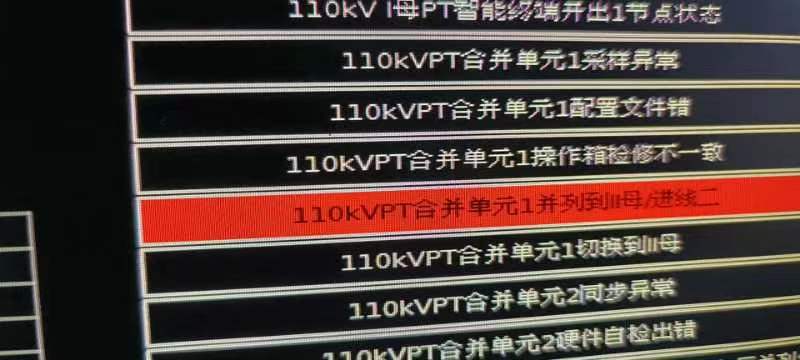 110kV I母PT智能终端开出1节点状态
110kVPT合并单元1采样异常
110kVPT合并单元1配置文件错
110kVPT合并单元1操作箱检修不一致
110kVPT合并单元1并列到II母/进线二
110kVPT合并单元1切换到II母
110kVPT合并单元2同步异常
110kVPT合并单元2硬件自检出错